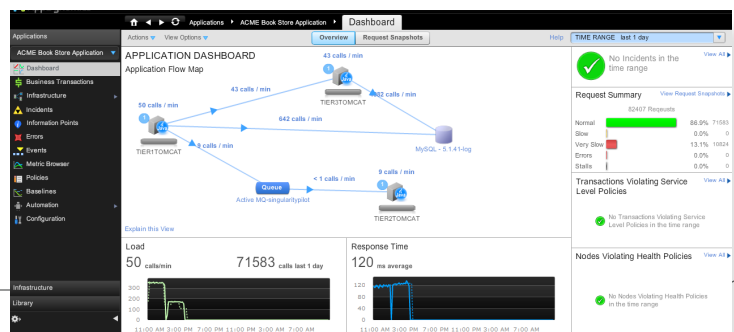 Applications ACME Book Store Application Dashboard
Applications
ACME Book Store Application
Dashboard
Business Transactions
Infrastructure
Incidents
Information Points
Errors
Events
Metric Browser
Policies
Baselines
Automation
Configuration
Infrastructure
Library
Actions View Options Overview Request Snapshots Help TIME RANGE last 1 day
APPLICATION DASHBOARD
Application Flow Map
43 calls / min
1
Java
TIER3TOMCAT
43 calls / min
50 calls / min
1
Java
TIER1TOMCAT
642 calls / min
MySQL - 5.1.41-log
9 calls / min
Queue
Active MQ-singularitypilot
< 1 calls / min
9 calls / min
1
Java
TIER2TOMCAT
Explain this View
Load
50 calls/min 71583 calls last 1 day
300
200
100
0
11:00 AM 3:00 PM 7:00 PM 11:00 PM 3:00 AM 7:00 AM
Response Time
120 ms average
120
80
40
0
11:00 AM 3:00 PM 7:00 PM 11:00 PM 3:00 AM 7:00 AM
No Incidents in the
time range
View All
Request Summary View Request Snapshots
82407 Requests
Normal 86.9% 71583
Slow 0.0% 0
Very Slow 13.1% 10824
Errors 0.0% 0
Stalls 0.0% 0
Transactions Violating Service
Level Policies
View All
No Transactions Violating Service
Level Policies in the time range
Nodes Violating Health Policies View All
No Nodes Violating Health Policies
in the time range